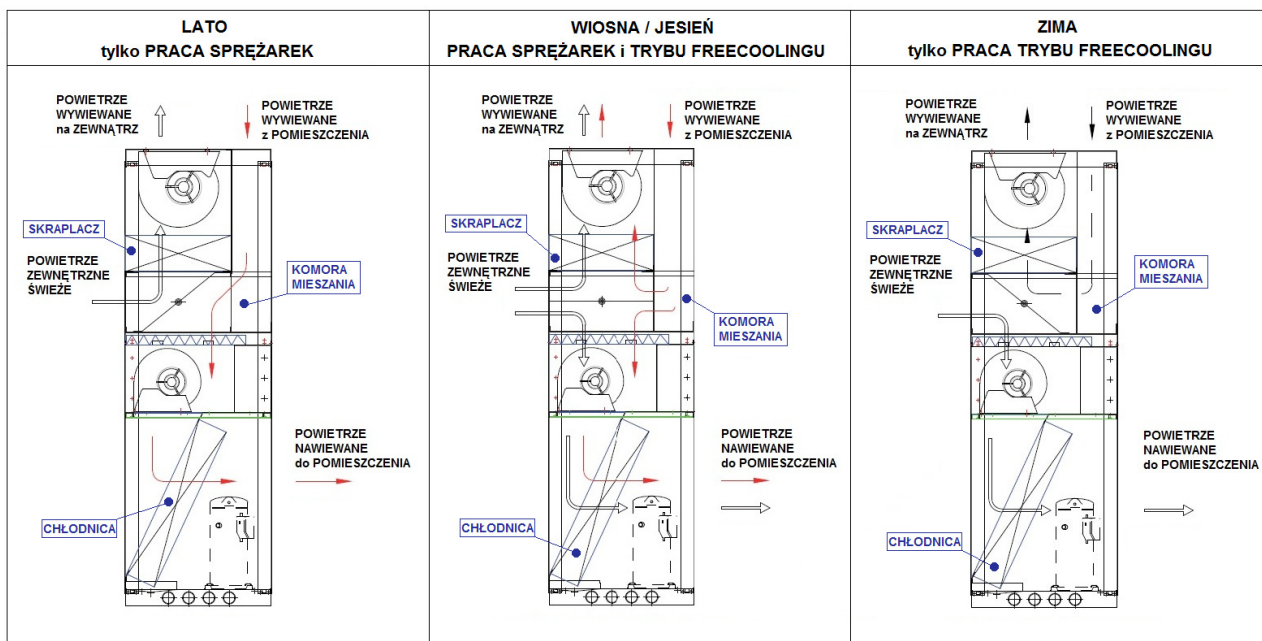 LATO
tylko PRACA SPRĘŻAREK
POWIETRZE
WYWIEWANE
na ZEWNĄTRZ
POWIETRZE
WYWIEWANE
z POMIESZCZENIA
SKRAPLACZ
POWIETRZE
ZEWNĘTRZNE
ŚWIEŻE
KOMORA
MIESZANIA
POWIETRZE
NAWIEWANE
do POMIESZCZENIA
CHŁODNICA
WIOSNA / JESIEŃ
PRACA SPRĘŻAREK i TRYBU FREECOOLINGU
POWIETRZE
WYWIEWANE
na ZEWNĄTRZ
POWIETRZE
WYWIEWANE
z POMIESZCZENIA
SKRAPLACZ
POWIETRZE
ZEWNĘTRZNE
ŚWIEŻE
KOMORA
MIESZANIA
POWIETRZE
NAWIEWANE
do POMIESZCZENIA
CHŁODNICA
ZIMA
tylko PRACA TRYBU FREECOOLINGU
POWIETRZE
WYWIEWANE
na ZEWNĄTRZ
POWIETRZE
WYWIEWANE
z POMIESZCZENIA
SKRAPLACZ
POWIETRZE
ZEWNĘTRZNE
ŚWIEŻE
KOMORA
MIESZANIA
POWIETRZE
NAWIEWANE
do POMIESZCZENIA
CHŁODNICA